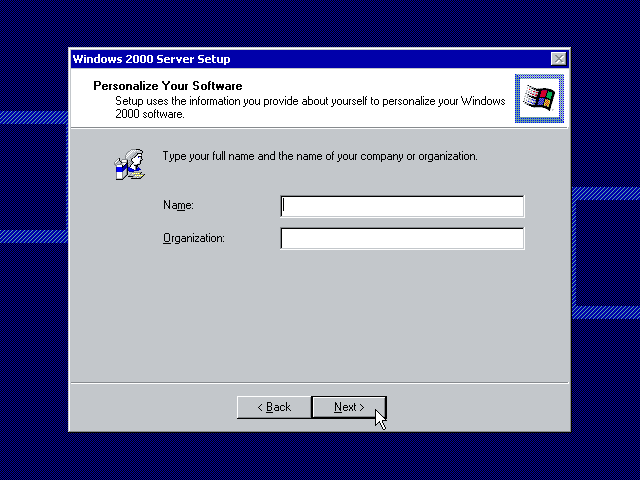 Windows 2000 Server Setup
Personalize Your Software
Setup uses the information you provide about yourself to personalize your Windows
2000 software.
Type your full name and the name of your company or organization.
Name:
Organization:
< Back
Next >